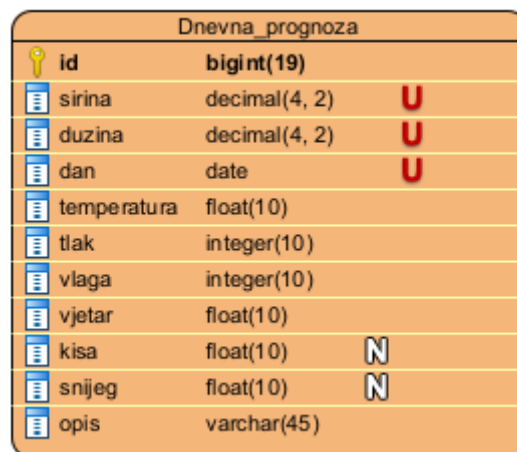 Dnevna_prognoza
id bigint(19)
sirina decimal(4, 2) U
duzina decimal(4, 2) U
dan date U
temperatura float(10)
tlak integer(10)
vlaga integer(10)
vjetar float(10)
kisa float(10) N
snijeg float(10) N
opis varchar(45)